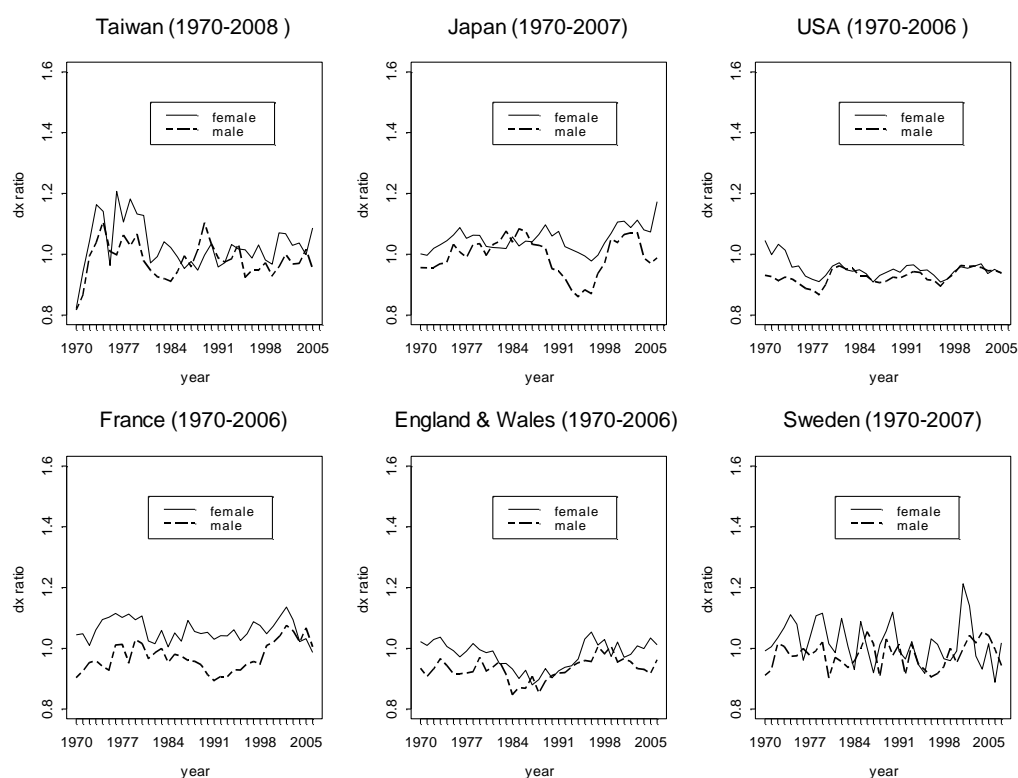 Taiwan (1970-2008 )
dx ratio
1.6
1.4
1.2
1.0
0.8
female
male
1970 1977 1984 1991 1998 2005
year
Japan (1970-2007)
dx ratio
1.6
1.4
1.2
1.0
0.8
female
male
1970 1977 1984 1991 1998 2005
year
USA (1970-2006 )
dx ratio
1.6
1.4
1.2
1.0
0.8
female
male
1970 1977 1984 1991 1998 2005
year
France (1970-2006)
dx ratio
1.6
1.4
1.2
1.0
0.8
female
male
1970 1977 1984 1991 1998 2005
year
England & Wales (1970-2006)
dx ratio
1.6
1.4
1.2
1.0
0.8
female
male
1970 1977 1984 1991 1998 2005
year
Sweden (1970-2007)
dx ratio
1.6
1.4
1.2
1.0
0.8
female
male
1970 1977 1984 1991 1998 2005
year